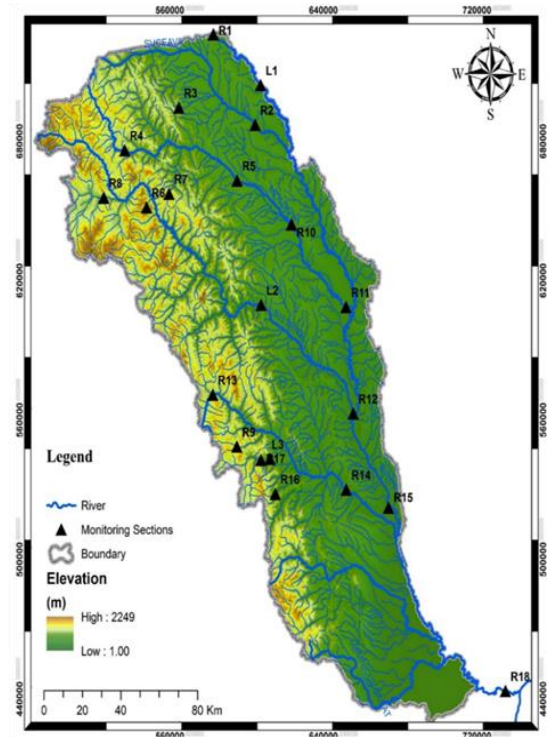 560000 640000 720000
N
W E
S
SUCEAVA
R1
L1
R3
R2
R4
R5
R7
R8
R6
R10
L2
R11
R13
R12
R9
L3
R17
R14
R16
R15
R18
680000
620000
560000
500000
440000
680000
620000
560000
500000
440000
Legend
River
Monitoring Sections
Boundary
Elevation
(m)
High : 2249
Low : 1.00
0 20 40 80 Km
560000 640000 720000